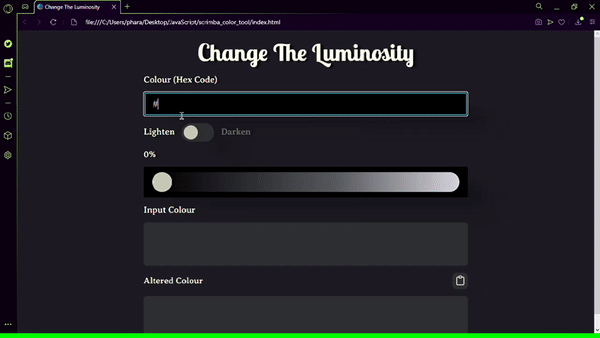 Change The Luminosity
file:///C:/Users/phara/Desktop/JavaScript/scrimba_color_tool/index.html
Change The Luminosity
Colour (Hex Code)
#
Lighten Darken
0%
Input Colour
Altered Colour